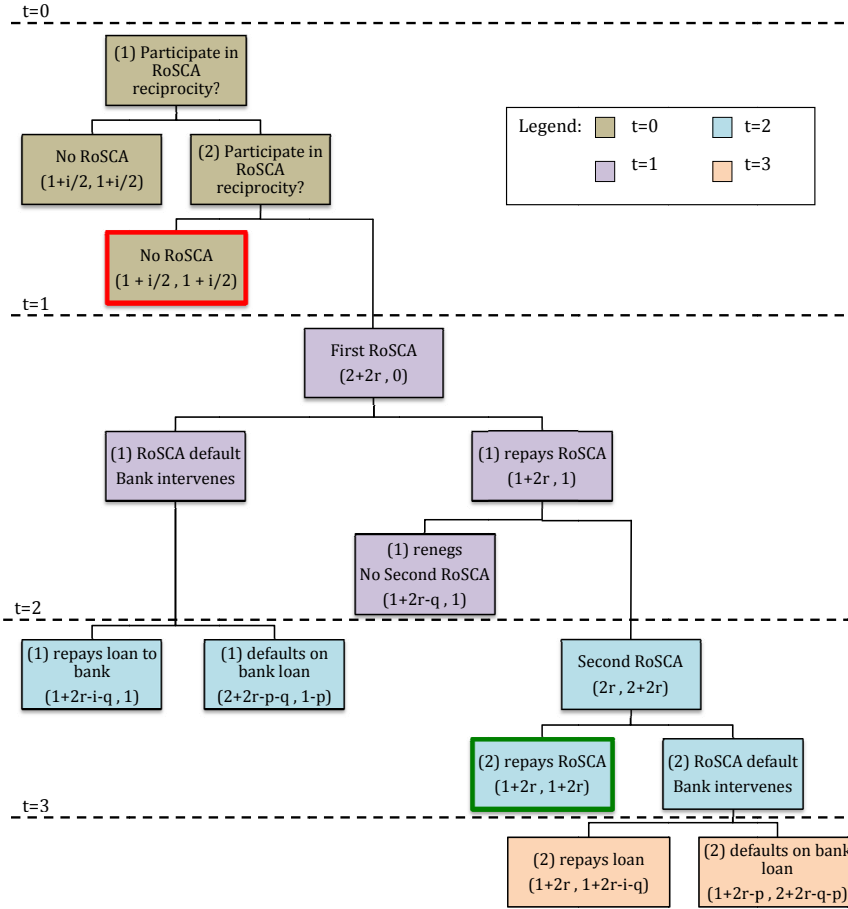 t=0
(1) Participate in
RoSCA
reciprocity?
Legend:
t=0
t=2
t=1
t=3
No RoSCA
(1+i/2, 1+i/2)
(2) Participate in
RoSCA
reciprocity?
No RoSCA
(1 + i/2 , 1 + i/2)
t=1
First RoSCA
(2+2r , 0)
(1) RoSCA default
Bank intervenes
(1) repays RoSCA
(1+2r , 1)
(1) renegs
No Second RoSCA
(1+2r-q , 1)
t=2
(1) repays loan to
bank
(1+2r-i-q , 1)
(1) defaults on
bank loan
(2+2r-p-q , 1-p)
Second RoSCA
(2r , 2+2r)
(2) repays RoSCA
(1+2r , 1+2r)
(2) RoSCA default
Bank intervenes
t=3
(2) repays loan
(1+2r , 1+2r-i-q)
(2) defaults on bank
loan
(1+2r-p , 2+2r-q-p)